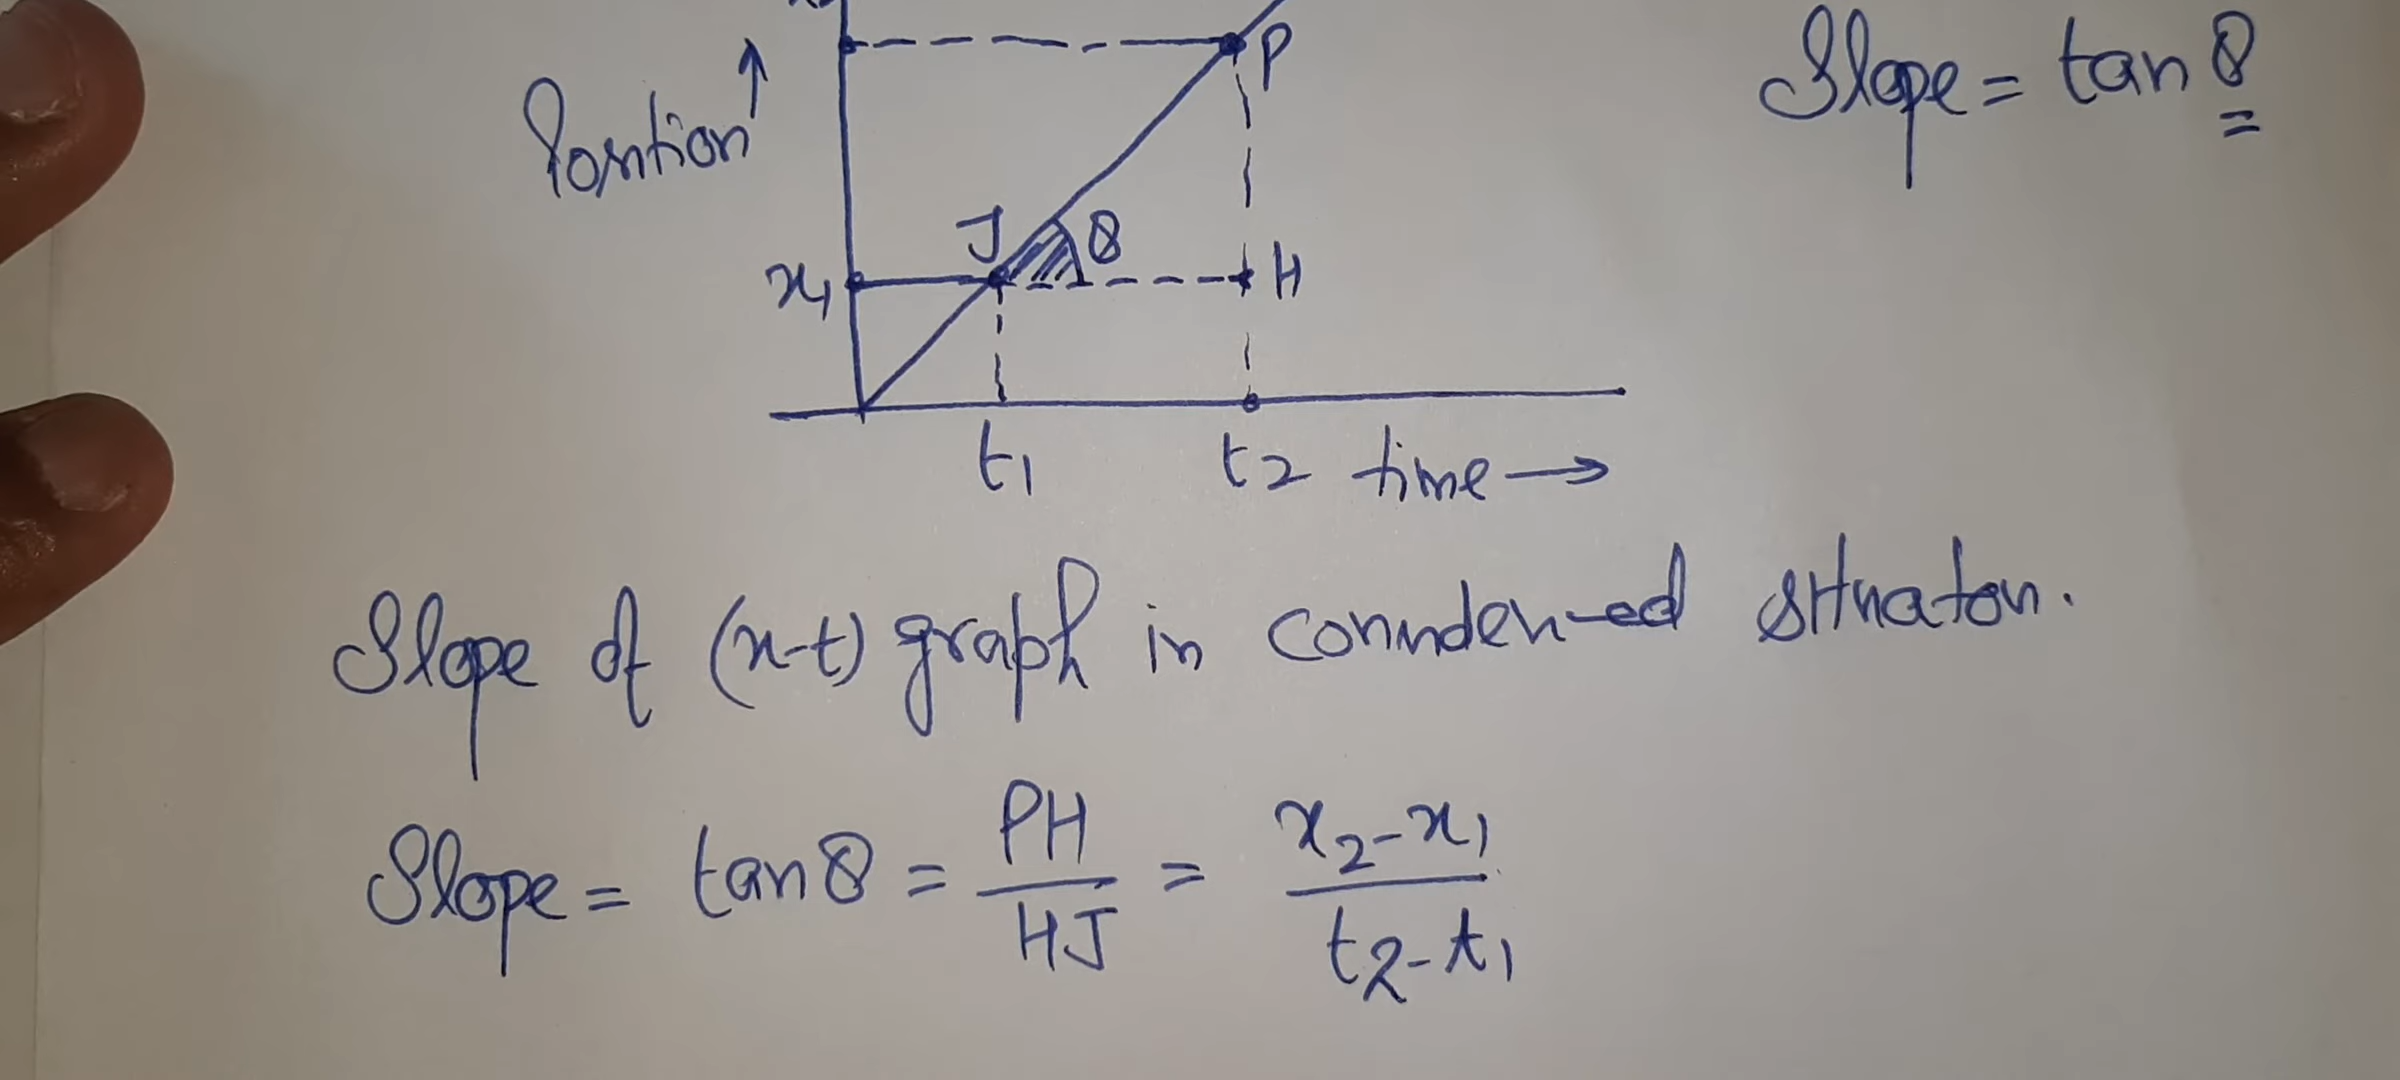 P
Slope = tan θ
Position ↑
J θ
x₁ H
t₁ t₂ time →
Slope of (x-t) graph in considered situation.
Slope = tan θ = PH/HJ = x₂-x₁/t₂-t₁